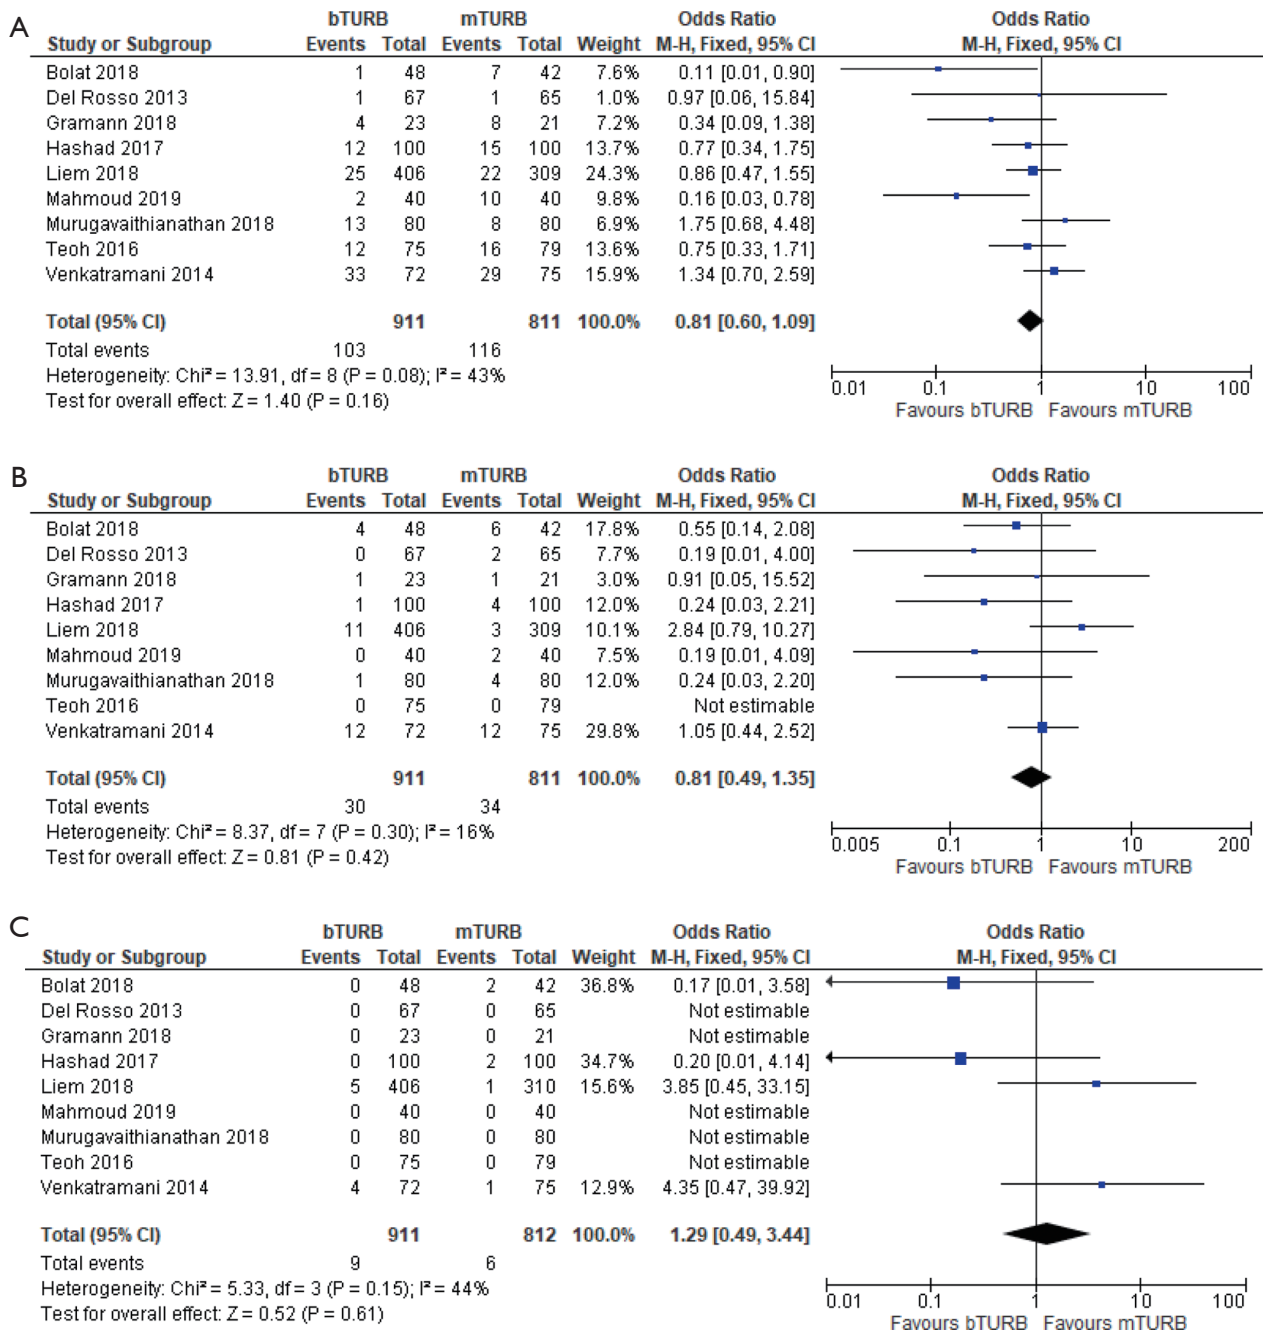 A
bTURB mTURB Odds Ratio Odds Ratio
Study or Subgroup Events Total Events Total Weight M-H, Fixed, 95% CI M-H, Fixed, 95% CI
Bolat 2018 1 48 7 42 7.6% 0.11 [0.01, 0.90]
Del Rosso 2013 1 67 1 65 1.0% 0.97 [0.06, 15.84]
Gramann 2018 4 23 8 21 7.2% 0.34 [0.09, 1.38]
Hashad 2017 12 100 15 100 13.7% 0.77 [0.34, 1.75]
Liem 2018 25 406 22 309 24.3% 0.86 [0.47, 1.55]
Mahmoud 2019 2 40 10 40 9.8% 0.16 [0.03, 0.78]
Murugavaithianathan 2018 13 80 8 80 6.9% 1.75 [0.68, 4.48]
Teoh 2016 12 75 16 79 13.6% 0.75 [0.33, 1.71]
Venkatramani 2014 33 72 29 75 15.9% 1.34 [0.70, 2.59]
Total (95% CI) 911 811 100.0% 0.81 [0.60, 1.09]
Total events 103 116
Heterogeneity: Chi² = 13.91, df = 8 (P = 0.08); I² = 43%
Test for overall effect: Z = 1.40 (P = 0.16)
0.01 0.1 1 10 100
Favours bTURB Favours mTURB
B
bTURB mTURB Odds Ratio Odds Ratio
Study or Subgroup Events Total Events Total Weight M-H, Fixed, 95% CI M-H, Fixed, 95% CI
Bolat 2018 4 48 6 42 17.8% 0.55 [0.14, 2.08]
Del Rosso 2013 0 67 2 65 7.7% 0.19 [0.01, 4.00]
Gramann 2018 1 23 1 21 3.0% 0.91 [0.05, 15.52]
Hashad 2017 1 100 4 100 12.0% 0.24 [0.03, 2.21]
Liem 2018 11 406 3 309 10.1% 2.84 [0.79, 10.27]
Mahmoud 2019 0 40 2 40 7.5% 0.19 [0.01, 4.09]
Murugavaithianathan 2018 1 80 4 80 12.0% 0.24 [0.03, 2.20]
Teoh 2016 0 75 0 79 Not estimable
Venkatramani 2014 12 72 12 75 29.8% 1.05 [0.44, 2.52]
Total (95% CI) 911 811 100.0% 0.81 [0.49, 1.35]
Total events 30 34
Heterogeneity: Chi² = 8.37, df = 7 (P = 0.30); I² = 16%
Test for overall effect: Z = 0.81 (P = 0.42)
0.005 0.1 1 10 200
Favours bTURB Favours mTURB
C
bTURB mTURB Odds Ratio Odds Ratio
Study or Subgroup Events Total Events Total Weight M-H, Fixed, 95% CI M-H, Fixed, 95% CI
Bolat 2018 0 48 2 42 36.8% 0.17 [0.01, 3.58]
Del Rosso 2013 0 67 0 65 Not estimable
Gramann 2018 0 23 0 21 Not estimable
Hashad 2017 0 100 2 100 34.7% 0.20 [0.01, 4.14]
Liem 2018 5 406 1 310 15.6% 3.85 [0.45, 33.15]
Mahmoud 2019 0 40 0 40 Not estimable
Murugavaithianathan 2018 0 80 0 80 Not estimable
Teoh 2016 0 75 0 79 Not estimable
Venkatramani 2014 4 72 1 75 12.9% 4.35 [0.47, 39.92]
Total (95% CI) 911 812 100.0% 1.29 [0.49, 3.44]
Total events 9 6
Heterogeneity: Chi² = 5.33, df = 3 (P = 0.15); I² = 44%
Test for overall effect: Z = 0.52 (P = 0.61)
0.01 0.1 1 10 100
Favours bTURB Favours mTURB